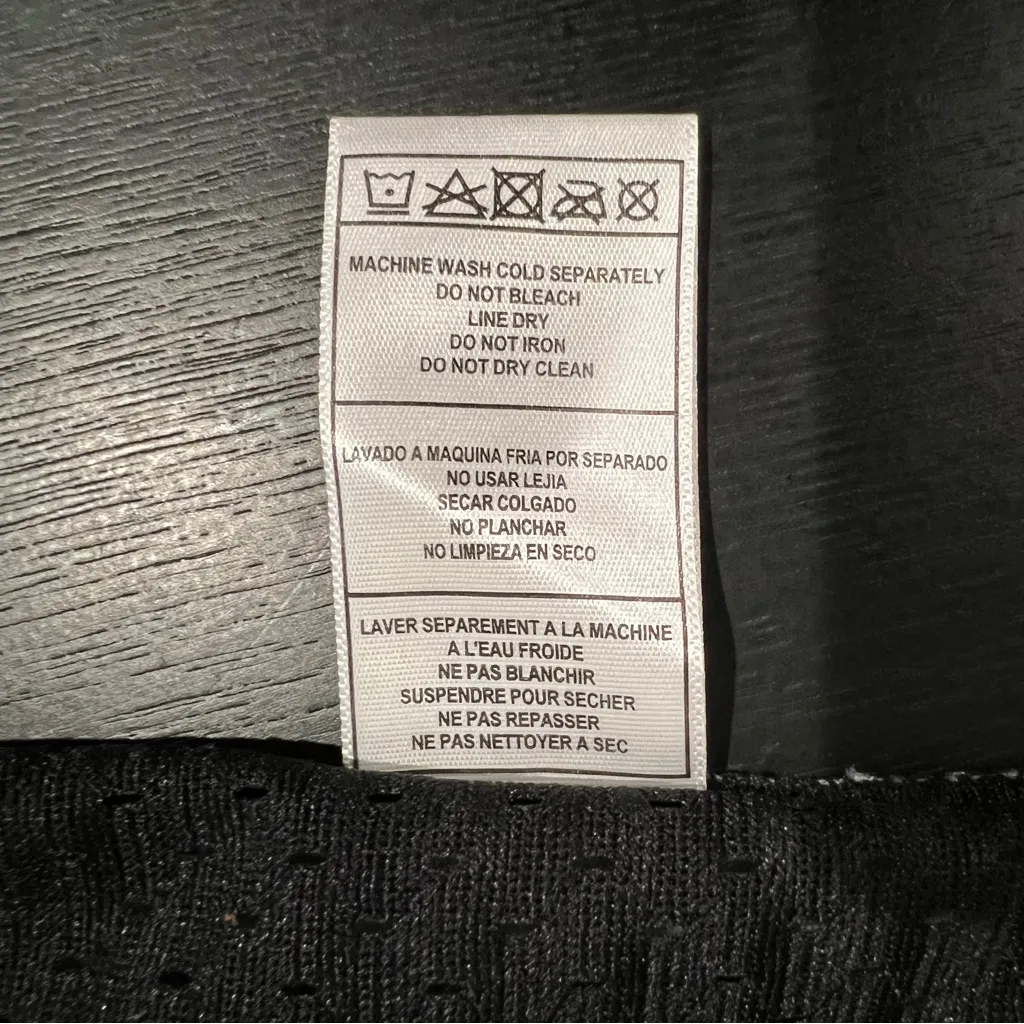 MACHINE WASH COLD SEPARATELY
DO NOT BLEACH
LINE DRY
DO NOT IRON
DO NOT DRY CLEAN
LAVADO A MAQUINA FRIA POR SEPARADO
NO USAR LEJIA
SECAR COLGADO
NO PLANCHAR
NO LIMPIEZA EN SECO
LAVER SEPAREMENT A LA MACHINE
A L'EAU FROIDE
NE PAS BLANCHIR
SUSPENDRE POUR SECHER
NE PAS REPASSER
NE PAS NETTOYER A SEC